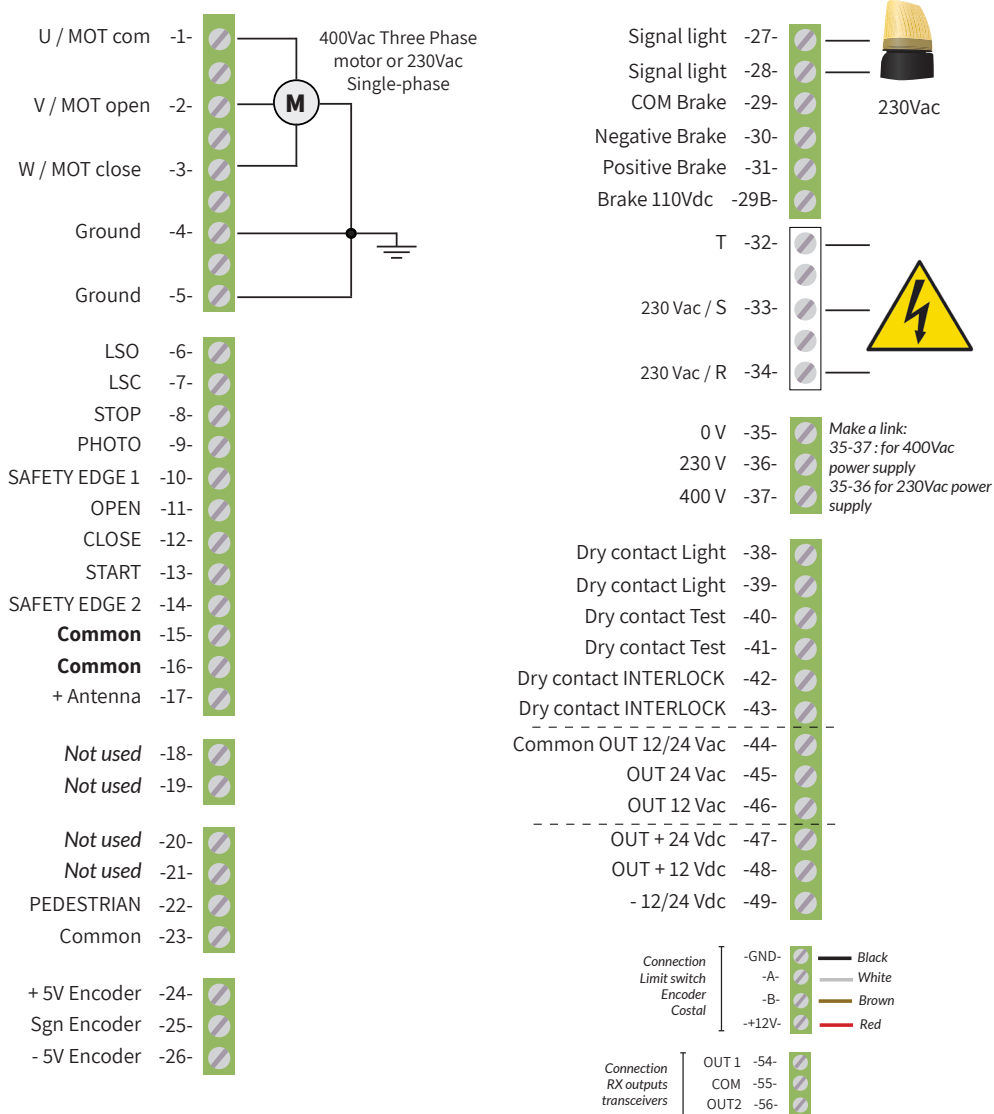 U / MOT com -1-
400Vac Three Phase
motor or 230Vac
Single-phase
M
V / MOT open -2-
W / MOT close -3-
Ground -4-
Ground -5-
LSO -6-
LSC -7-
STOP -8-
PHOTO -9-
SAFETY EDGE 1 -10-
OPEN -11-
CLOSE -12-
START -13-
SAFETY EDGE 2 -14-
Common -15-
Common -16-
+ Antenna -17-
Not used -18-
Not used -19-
Not used -20-
Not used -21-
PEDESTRIAN -22-
Common -23-
+ 5V Encoder -24-
Sgn Encoder -25-
- 5V Encoder -26-
Signal light -27-
Signal light -28-
230Vac
COM Brake -29-
Negative Brake -30-
Positive Brake -31-
Brake 110Vdc -29B-
T -32-
230 Vac / S -33-
230 Vac / R -34-
0 V -35-
230 V -36-
400 V -37-
Make a link:
35-37 : for 400Vac
power supply
35-36 for 230Vac power
supply
Dry contact Light -38-
Dry contact Light -39-
Dry contact Test -40-
Dry contact Test -41-
Dry contact INTERLOCK -42-
Dry contact INTERLOCK -43-
Common OUT 12/24 Vac -44-
OUT 24 Vac -45-
OUT 12 Vac -46-
OUT + 24 Vdc -47-
OUT + 12 Vdc -48-
- 12/24 Vdc -49-
Connection
Limit switch
Encoder
Costal
-GND- Black
-A- White
-B- Brown
-+12V- Red
Connection
RX outputs
transceivers
OUT 1 -54-
COM -55-
OUT2 -56-